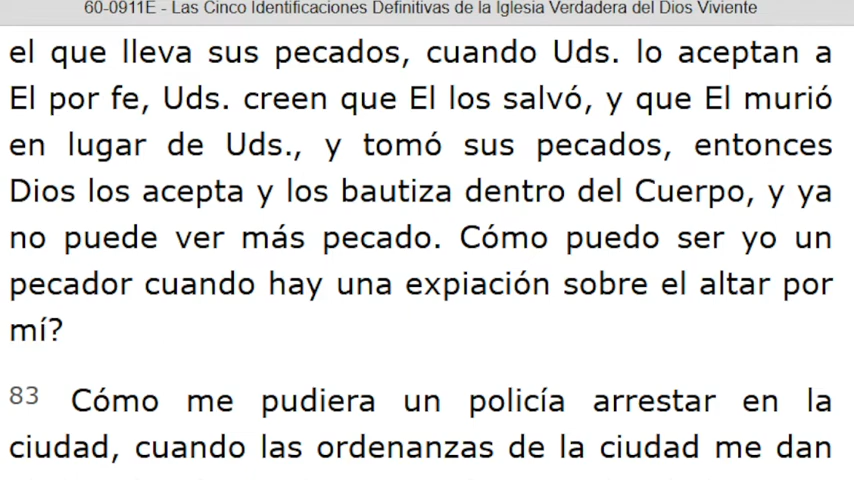 60-0911E - Las Cinco Identificaciones Definitivas de la Iglesia Verdadera del Dios Viviente
el que lleva sus pecados, cuando Uds. lo aceptan a
El por fe, Uds. creen que El los salvó, y que El murió
en lugar de Uds., y tomó sus pecados, entonces
Dios los acepta y los bautiza dentro del Cuerpo, y ya
no puede ver más pecado. Cómo puedo ser yo un
pecador cuando hay una expiación sobre el altar por
mí?
83 Cómo me pudiera un policía arrestar en la
ciudad, cuando las ordenanzas de la ciudad me dan